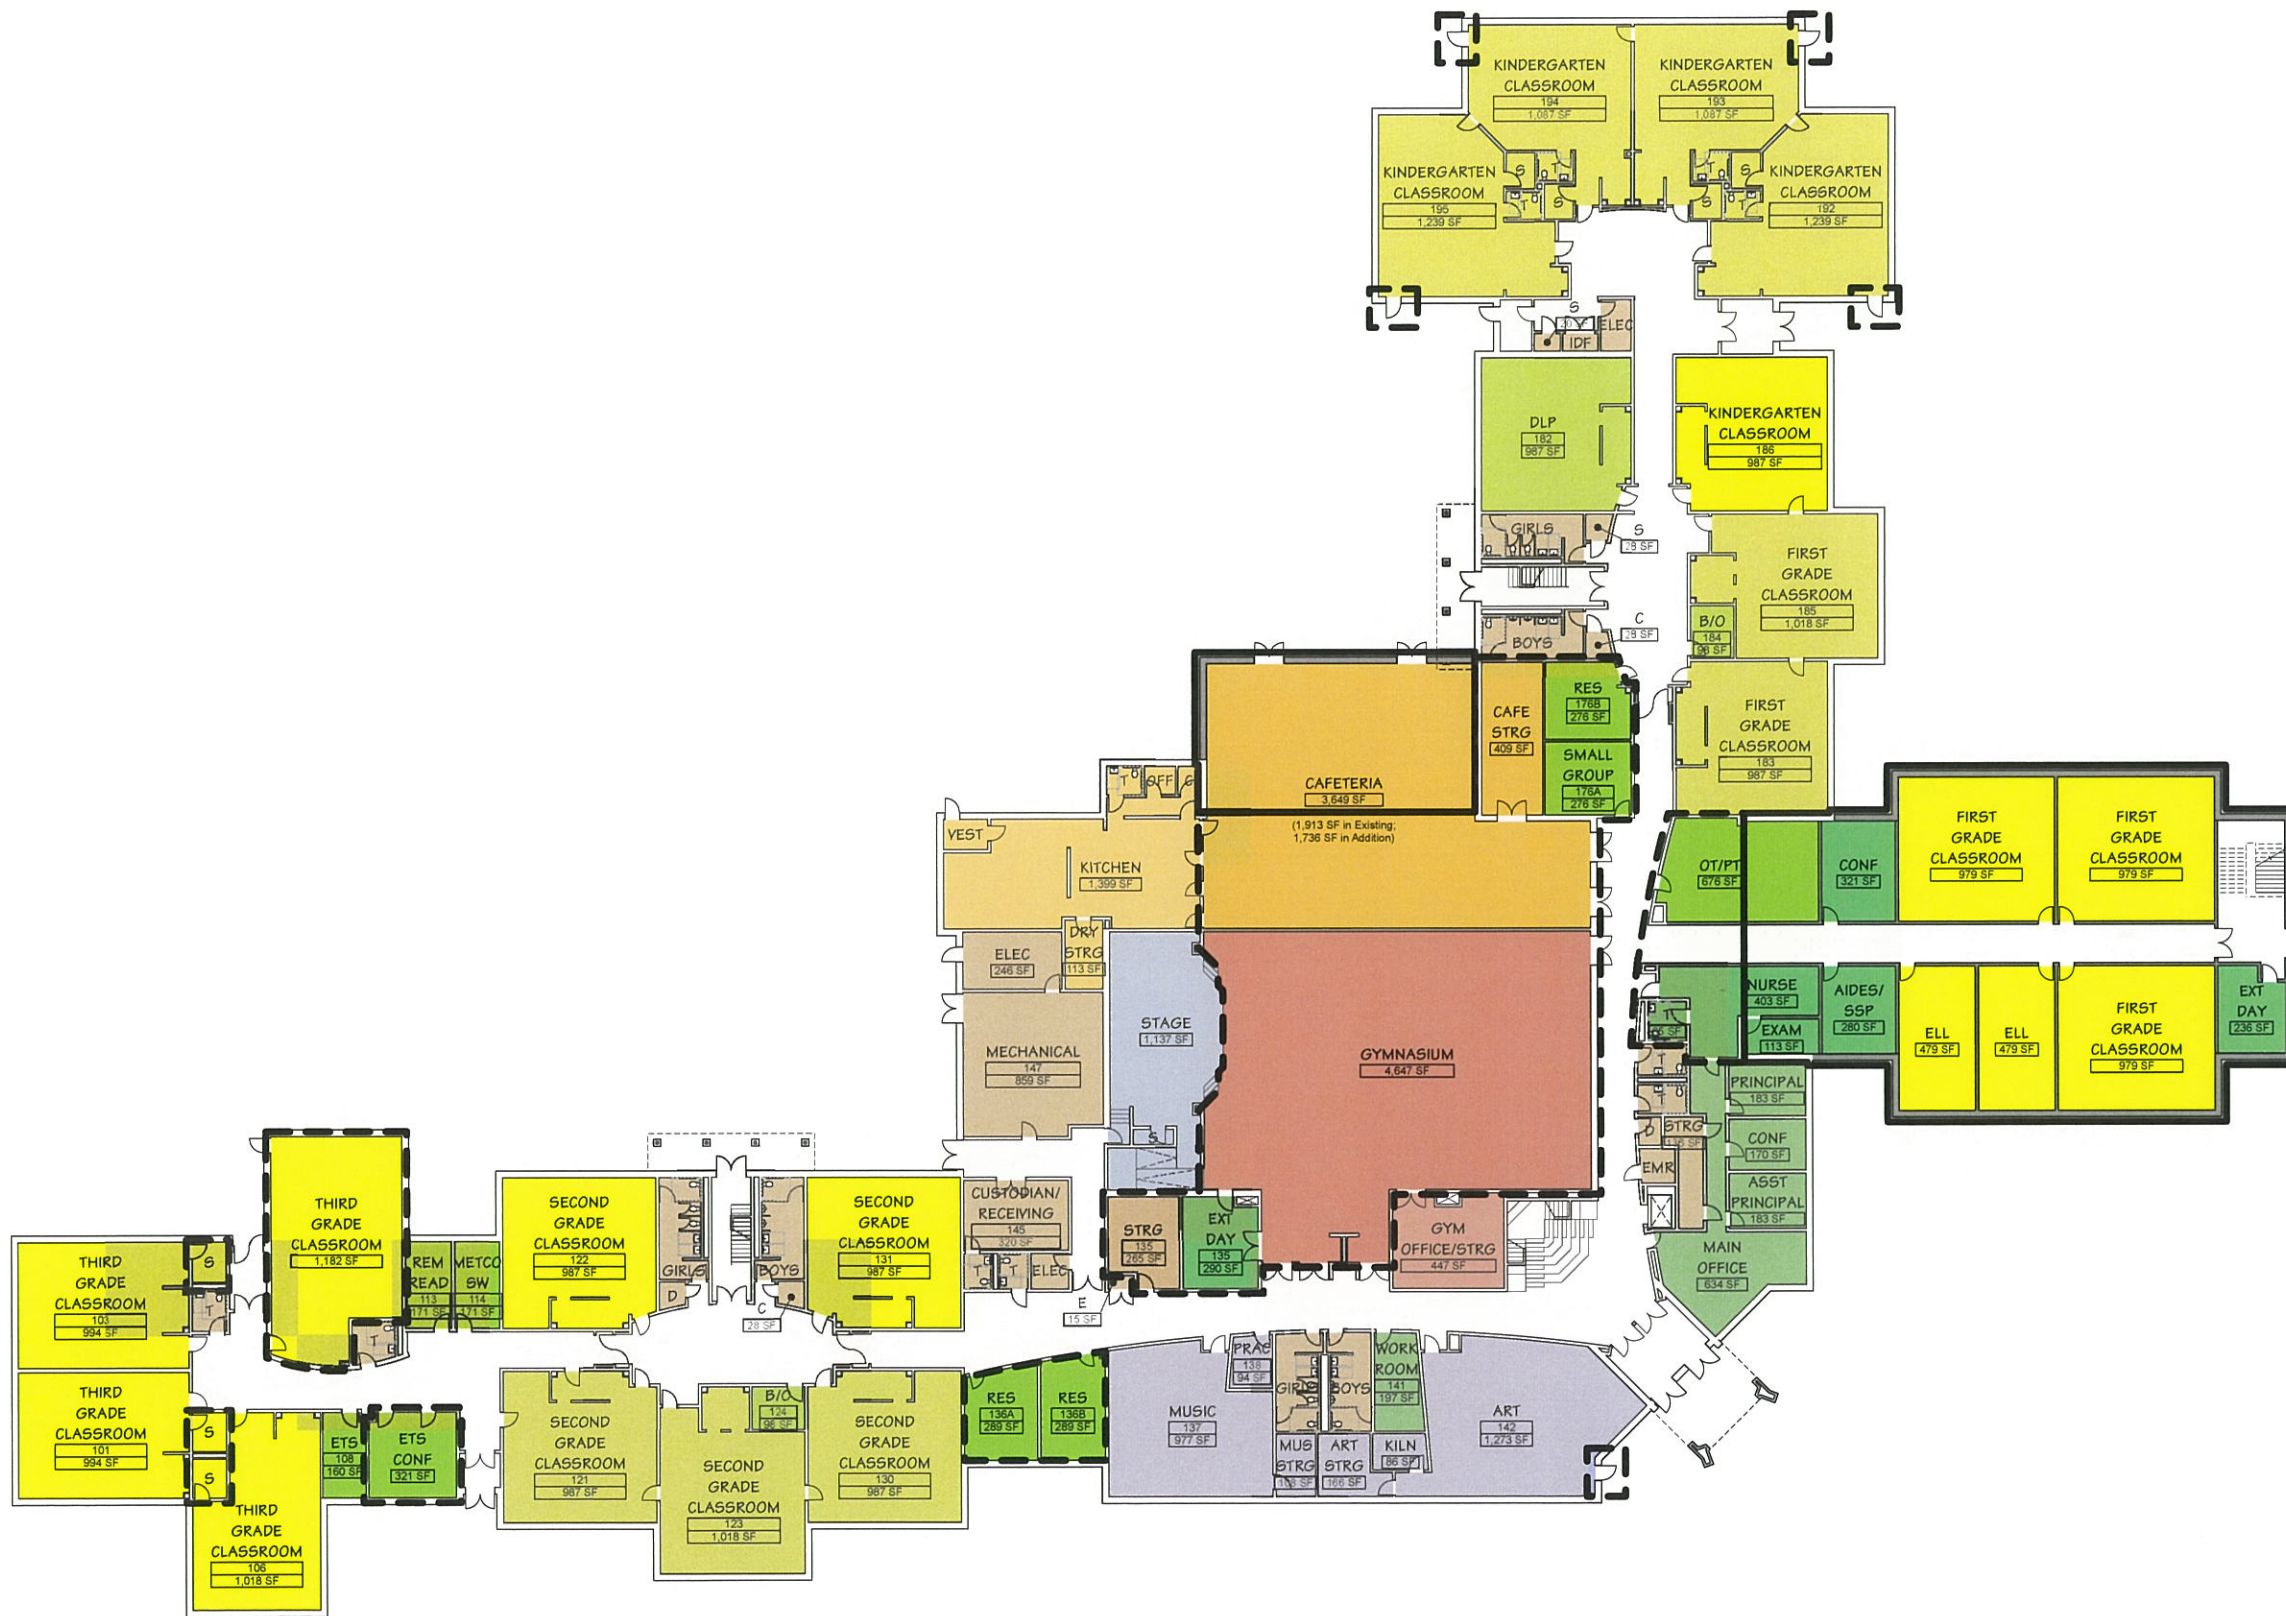 KINDERGARTEN
CLASSROOM
194
1,087 SF
KINDERGARTEN
CLASSROOM
193
1,087 SF
KINDERGARTEN
CLASSROOM
195
1,239 SF
S
T
T
S
T
S
S
T
KINDERGARTEN
CLASSROOM
192
1,239 SF
S
20 SF
ELEC
IDF
DLP
182
987 SF
KINDERGARTEN
CLASSROOM
186
987 SF
GIRLS
S
28 SF
FIRST
GRADE
CLASSROOM
185
1,018 SF
B/O
184
98 SF
BOYS
C
28 SF
CAFE
STRG
409 SF
RES
176B
276 SF
SMALL
GROUP
176A
276 SF
FIRST
GRADE
CLASSROOM
183
987 SF
CAFETERIA
3,649 SF
(1,913 SF in Existing;
1,736 SF in Addition)
T
OFF
C
VEST
KITCHEN
1,399 SF
OT/PT
676 SF
CONF
321 SF
FIRST
GRADE
CLASSROOM
979 SF
FIRST
GRADE
CLASSROOM
979 SF
ELEC
246 SF
DRY
STRG
113 SF
STAGE
1,137 SF
S
GYMNASIUM
4,647 SF
MECHANICAL
147
859 SF
NURSE
403 SF
EXAM
113 SF
T
AIDES/
SSP
280 SF
ELL
479 SF
ELL
479 SF
FIRST
GRADE
CLASSROOM
979 SF
EXT
DAY
236 SF
T
T
D
STRG
EMR
PRINCIPAL
183 SF
CONF
170 SF
ASST
PRINCIPAL
183 SF
MAIN
OFFICE
634 SF
THIRD
GRADE
CLASSROOM
103
994 SF
S
T
THIRD
GRADE
CLASSROOM
1,182 SF
T
REM
READ
113
171 SF
METCO
SW
114
171 SF
SECOND
GRADE
CLASSROOM
122
987 SF
GIRLS
D
BOYS
C
28 SF
SECOND
GRADE
CLASSROOM
131
987 SF
CUSTODIAN/
RECEIVING
145
320 SF
T
T
ELEC
E
15 SF
STRG
135
265 SF
EXT
DAY
135
290 SF
GYM
OFFICE/STRG
447 SF
THIRD
GRADE
CLASSROOM
101
994 SF
S
S
THIRD
GRADE
CLASSROOM
106
1,018 SF
ETS
108
160 SF
ETS
CONF
321 SF
SECOND
GRADE
CLASSROOM
121
987 SF
B/O
124
98 SF
SECOND
GRADE
CLASSROOM
123
1,018 SF
SECOND
GRADE
CLASSROOM
130
987 SF
RES
136A
289 SF
RES
136B
289 SF
MUSIC
137
977 SF
PRAC
138
94 SF
GIRLS
BOYS
WORK
ROOM
141
197 SF
MUS
STRG
ART
STRG
166 SF
KILN
86 SF
ART
142
1,273 SF